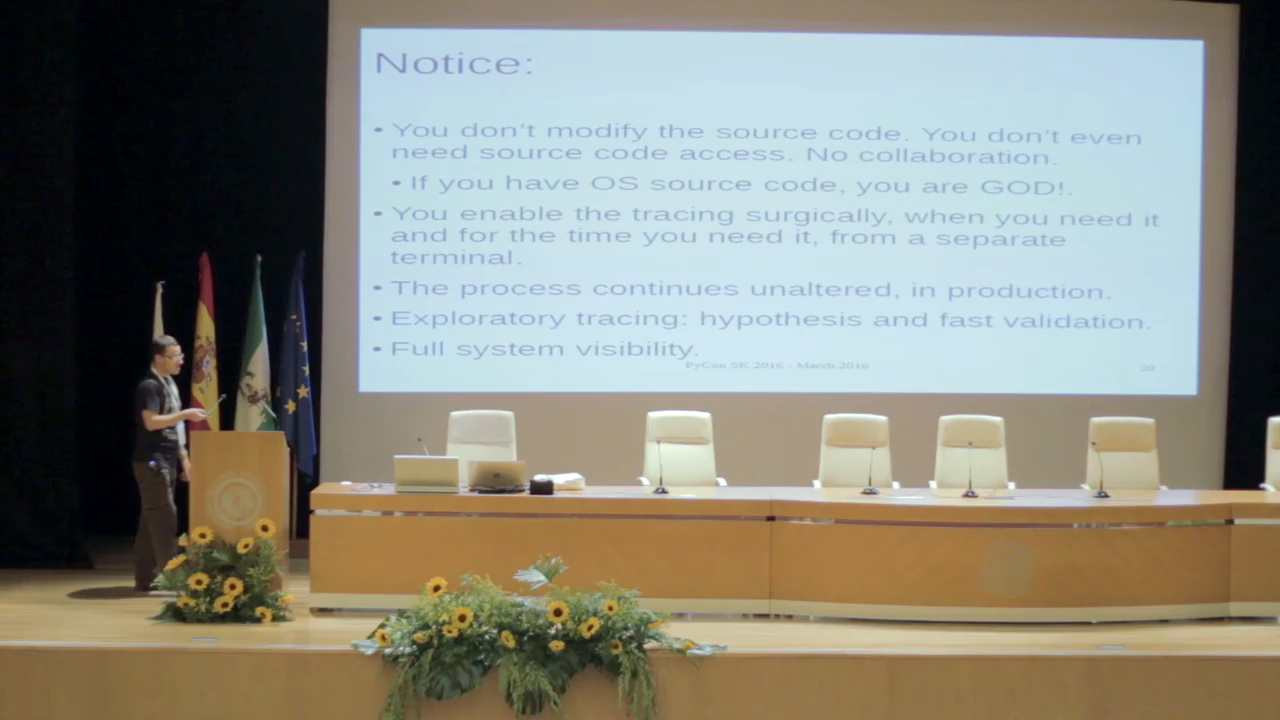 Notice:
• You don't modify the source code. You don't even
need source code access. No collaboration.
• If you have OS source code, you are GOD!.
• You enable the tracing surgically, when you need it
and for the time you need it, from a separate
terminal.
• The process continues unaltered, in production.
• Exploratory tracing: hypothesis and fast validation.
• Full system visibility.
PyCon SK 2016 – March 2016
20